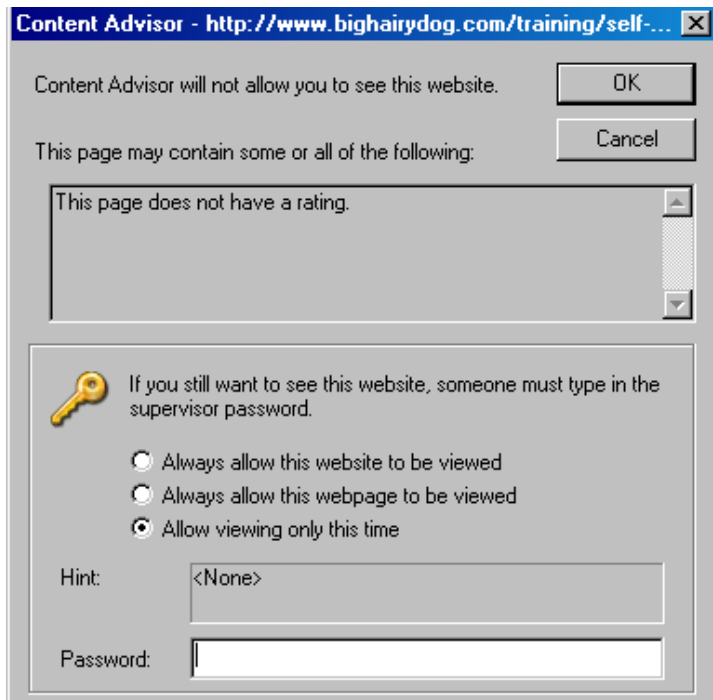 Content Advisor - http://www.bighairydog.com/training/self-...
Content Advisor will not allow you to see this website.
OK
Cancel
This page may contain some or all of the following:
This page does not have a rating.
If you still want to see this website, someone must type in the
supervisor password.
Always allow this website to be viewed
Always allow this webpage to be viewed
Allow viewing only this time
Hint:
<None>
Password: